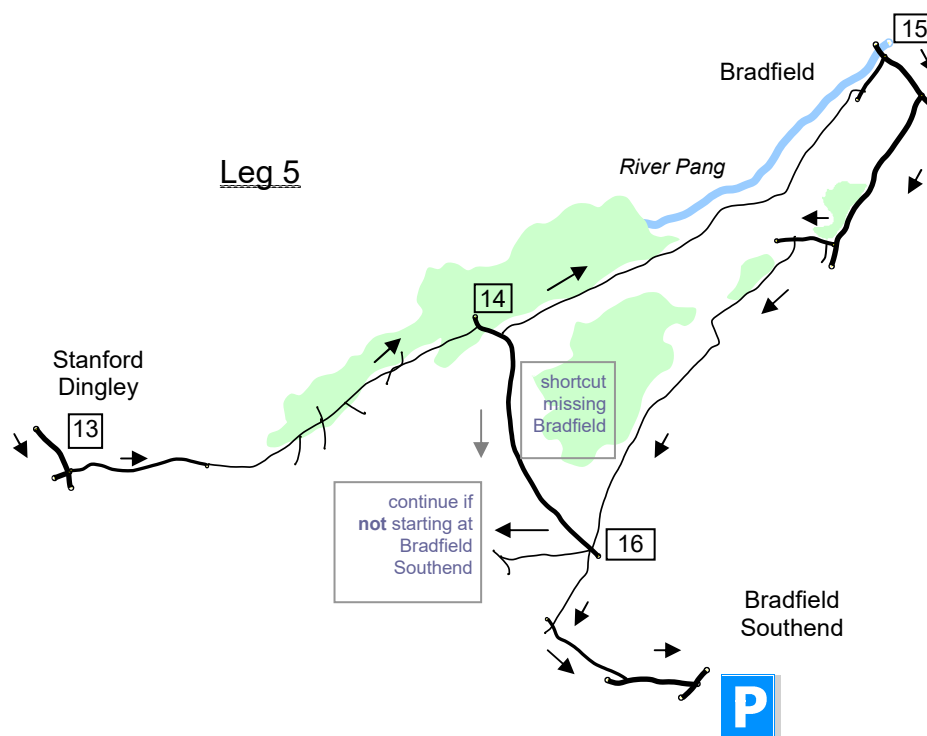 15
Bradfield
River Pang
Leg 5
14
Stanford
Dingley
13
shortcut
missing
Bradfield
continue if
not starting at
Bradfield
Southend
16
Bradfield
Southend
P